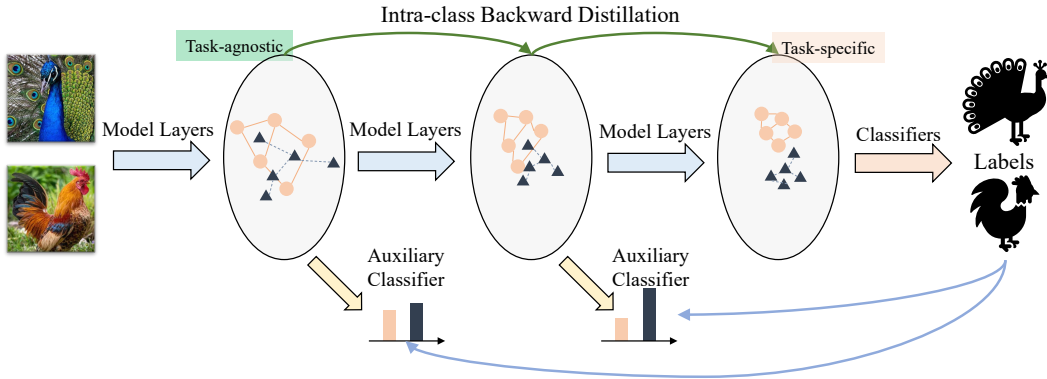 Intra-class Backward Distillation
Task-agnostic
Task-specific
Model Layers
Model Layers
Model Layers
Classifiers
Labels
Auxiliary
Classifier
Auxiliary
Classifier